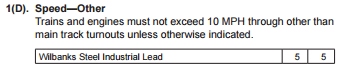 1(D). Speed—Other
Trains and engines must not exceed 10 MPH through other than
main track turnouts unless otherwise indicated.
Wilbanks Steel Industrial Lead 5 5